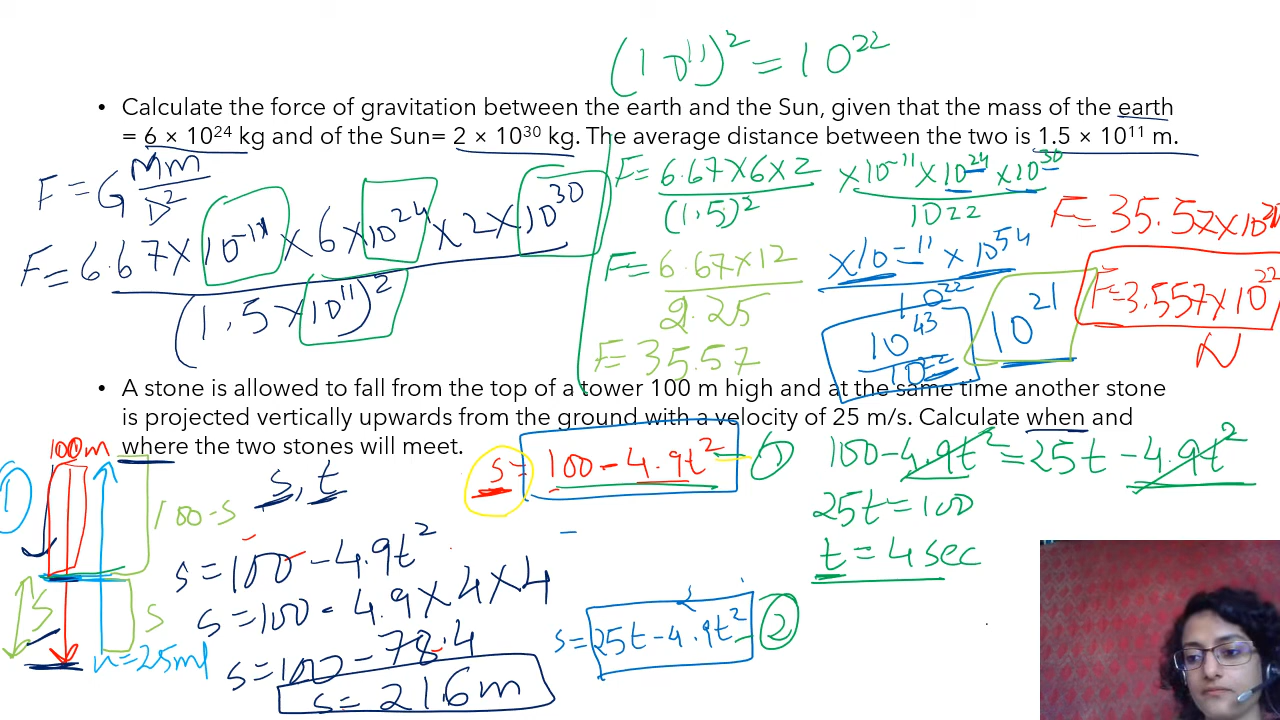 (10¹¹)² = 10²²
• Calculate the force of gravitation between the earth and the Sun, given that the mass of the earth
= 6 × 10²⁴ kg and of the Sun= 2 × 10³⁰ kg. The average distance between the two is 1.5 × 10¹¹ m.
F = G Mm / D²
F = 6.67 × 10⁻¹¹ × 6 × 10²⁴ × 2 × 10³⁰
(1.5 × 10¹¹)²
F = 6.67 × 6 × 2 × 10⁻¹¹ × 10²⁴ × 10³⁰
(1.5)² 10²²
F = 6.67 × 12 × 10⁻¹¹ × 10⁵⁴
2.25 10²²
10⁴³ / 10²² 10²¹
F = 35.57
F = 35.57 × 10
F = 3.557 × 10²²
N
• A stone is allowed to fall from the top of a tower 100 m high and at the same time another stone
is projected vertically upwards from the ground with a velocity of 25 m/s. Calculate when and
where the two stones will meet.
100m
1
100-s
s
s
u=25m/
s, t
s = 100 - 4.9t² - 1
s = 100 - 4.9t²
s = 100 - 4.9 × 4 × 4
s = 100 - 78.4
s = 21.6 m
s = 25t - 4.9t² - 2
100 - 4.9t² = 25t - 4.9t²
25t = 100
t = 4 sec